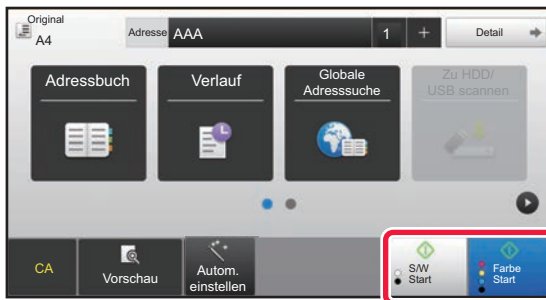 Original
A4
Adresse AAA 1 +
Detail
Adressbuch
Verlauf
Globale
Adresssuche
Zu HDD/
USB scannen
CA
Vorschau
Autom.
einstellen
S/W
Start
Farbe
Start